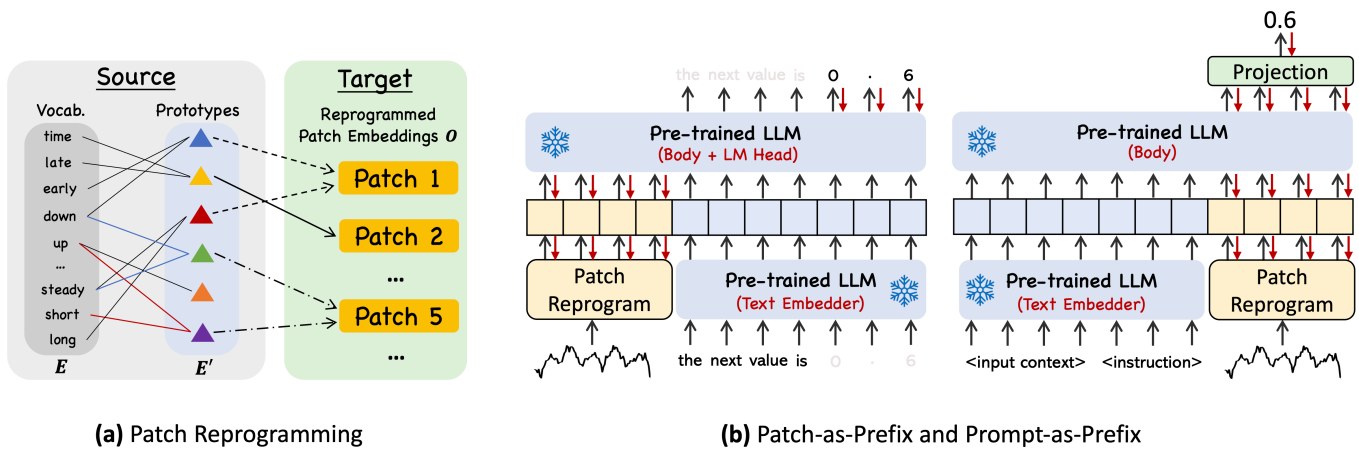 Source
Vocab.
Prototypes
time
late
early
down
up
...
steady
short
long
E
E'
Target
Reprogrammed
Patch Embeddings O
Patch 1
Patch 2
...
Patch 5
...
(a) Patch Reprogramming
the next value is 0 . 6
Pre-trained LLM
(Body + LM Head)
Patch
Reprogram
Pre-trained LLM
(Text Embedder)
the next value is 0 . 6
0.6
Projection
Pre-trained LLM
(Body)
Pre-trained LLM
(Text Embedder)
Patch
Reprogram
<input context> <instruction>
(b) Patch-as-Prefix and Prompt-as-Prefix